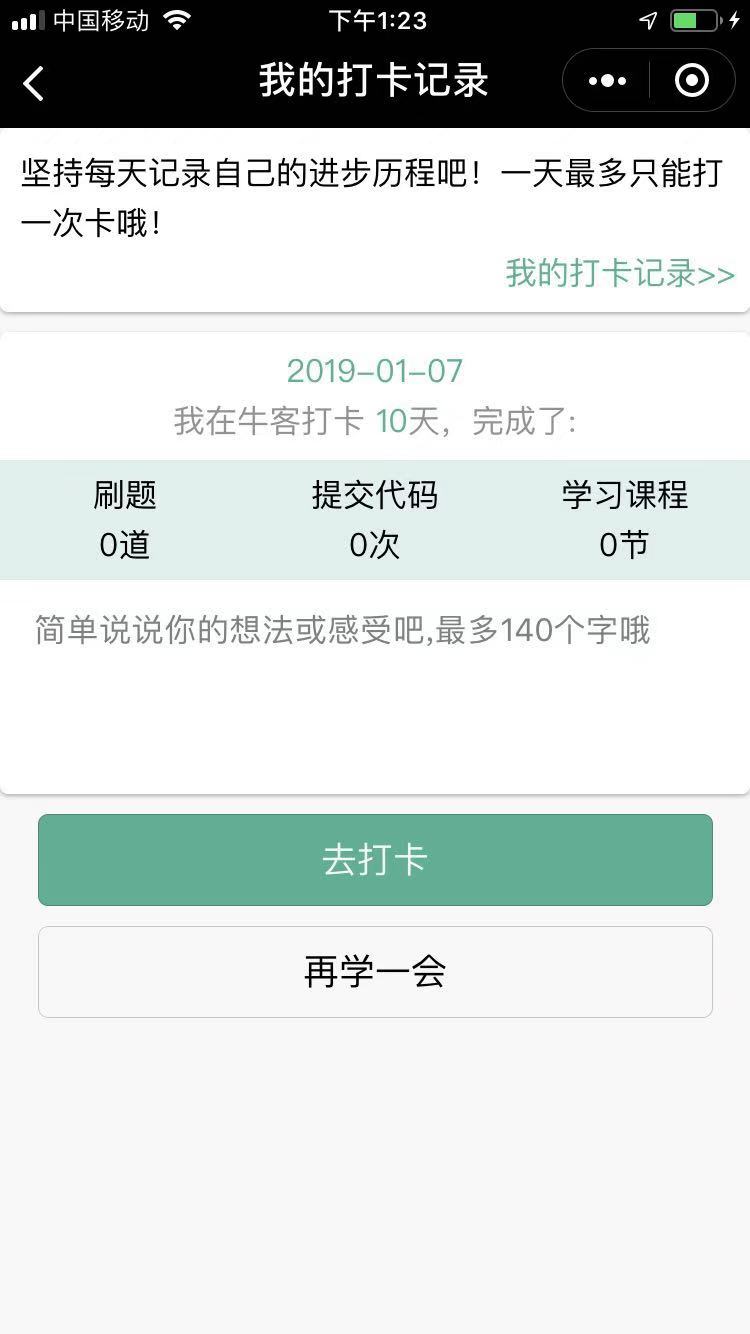 中国移动
下午1:23
我的打卡记录
坚持每天记录自己的进步历程吧！一天最多只能打
一次卡哦！
我的打卡记录>>
2019-01-07
我在牛客打卡 10天，完成了:
刷题 提交代码 学习课程
0道 0次 0节
简单说说你的想法或感受吧,最多140个字哦
去打卡
再学一会